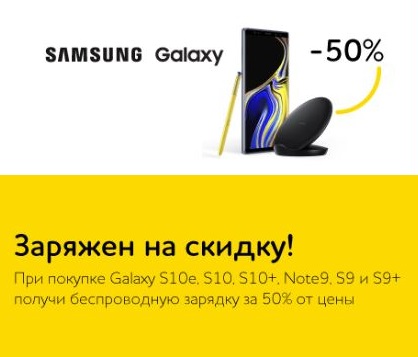 SAMSUNG Galaxy -50%
Заряжен на скидку!
При покупке Galaxy S10e, S10, S10+, Note9, S9 и S9+
получи беспроводную зарядку за 50% от цены